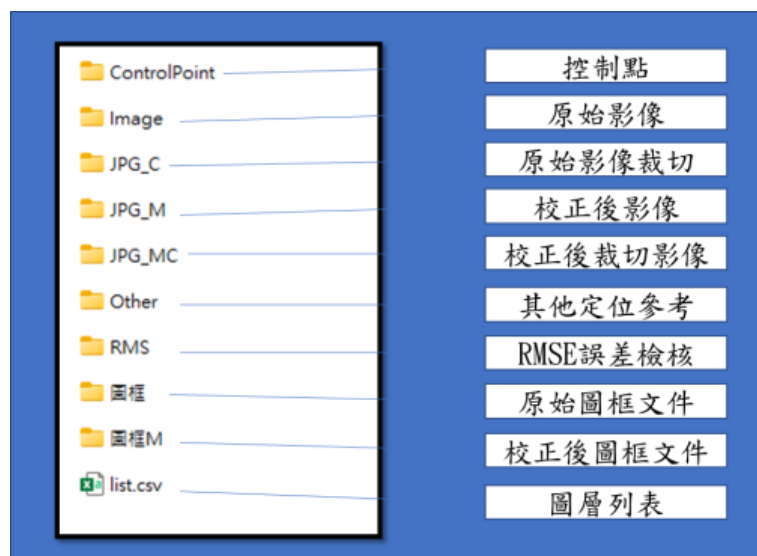 ControlPoint 控制點
Image 原始影像
JPG_C 原始影像裁切
JPG_M 校正後影像
JPG_MC 校正後裁切影像
Other 其他定位參考
RMS RMSE誤差檢核
圖框 原始圖框文件
圖框M 校正後圖框文件
list.csv 圖層列表